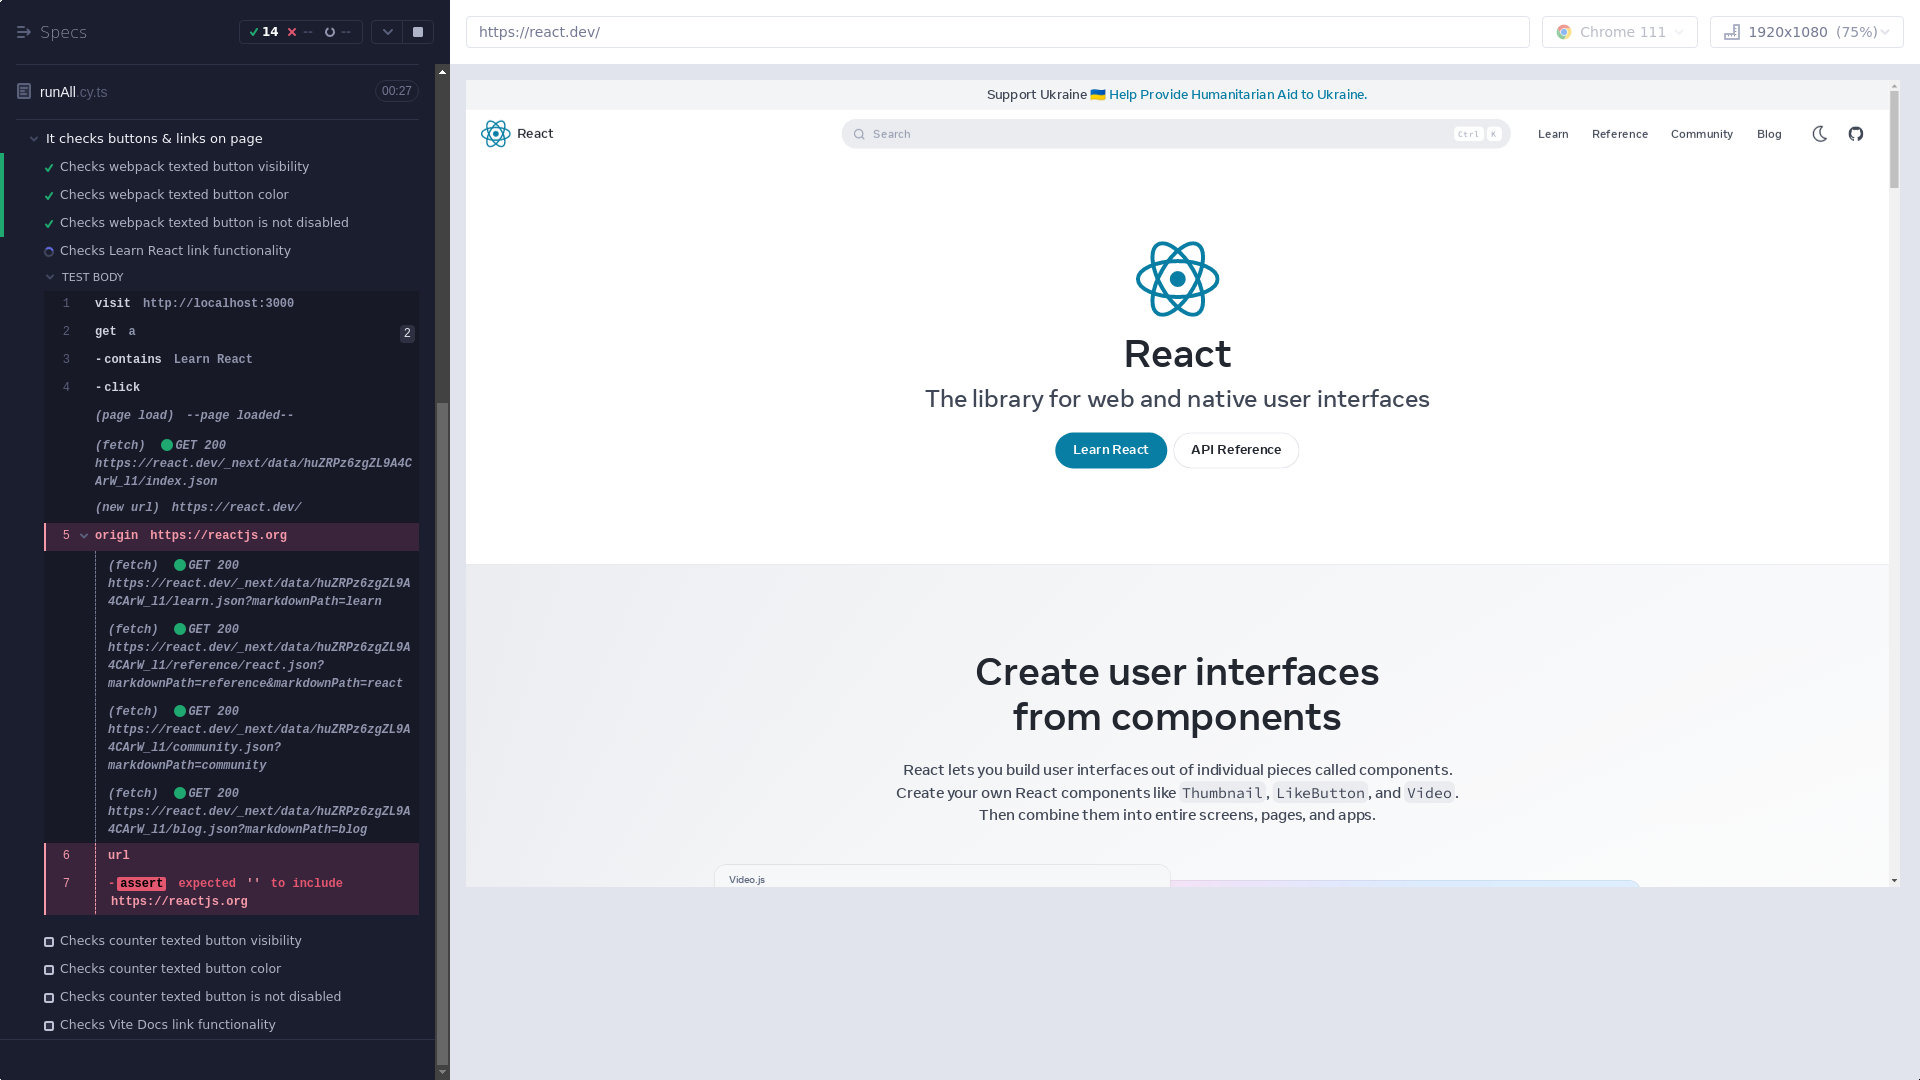 Specs
14
--
--
runAll.cy.ts
00:27
It checks buttons & links on page
Checks webpack texted button visibility
Checks webpack texted button color
Checks webpack texted button is not disabled
Checks Learn React link functionality
TEST BODY
1 visit http://localhost:3000
2 get a 2
3 -contains Learn React
4 -click
(page load) --page loaded--
(fetch) GET 200
https://react.dev/_next/data/huZRPz6zgZL9A4C
ArW_l1/index.json
(new url) https://react.dev/
5 origin https://reactjs.org
(fetch) GET 200
https://react.dev/_next/data/huZRPz6zgZL9A
4CArW_l1/learn.json?markdownPath=learn
(fetch) GET 200
https://react.dev/_next/data/huZRPz6zgZL9A
4CArW_l1/reference/react.json?
markdownPath=reference&markdownPath=react
(fetch) GET 200
https://react.dev/_next/data/huZRPz6zgZL9A
4CArW_l1/community.json?
markdownPath=community
(fetch) GET 200
https://react.dev/_next/data/huZRPz6zgZL9A
4CArW_l1/blog.json?markdownPath=blog
6 url
7 -assert expected '' to include
https://reactjs.org
Checks counter texted button visibility
Checks counter texted button color
Checks counter texted button is not disabled
Checks Vite Docs link functionality
https://react.dev/
Chrome 111
1920x1080 (75%)
Support Ukraine 🇺🇦 Help Provide Humanitarian Aid to Ukraine.
React
Search
Ctrl K
Learn
Reference
Community
Blog
React
The library for web and native user interfaces
Learn React
API Reference
Create user interfaces
from components
React lets you build user interfaces out of individual pieces called components.
Create your own React components like Thumbnail, LikeButton, and Video.
Then combine them into entire screens, pages, and apps.
Video.js